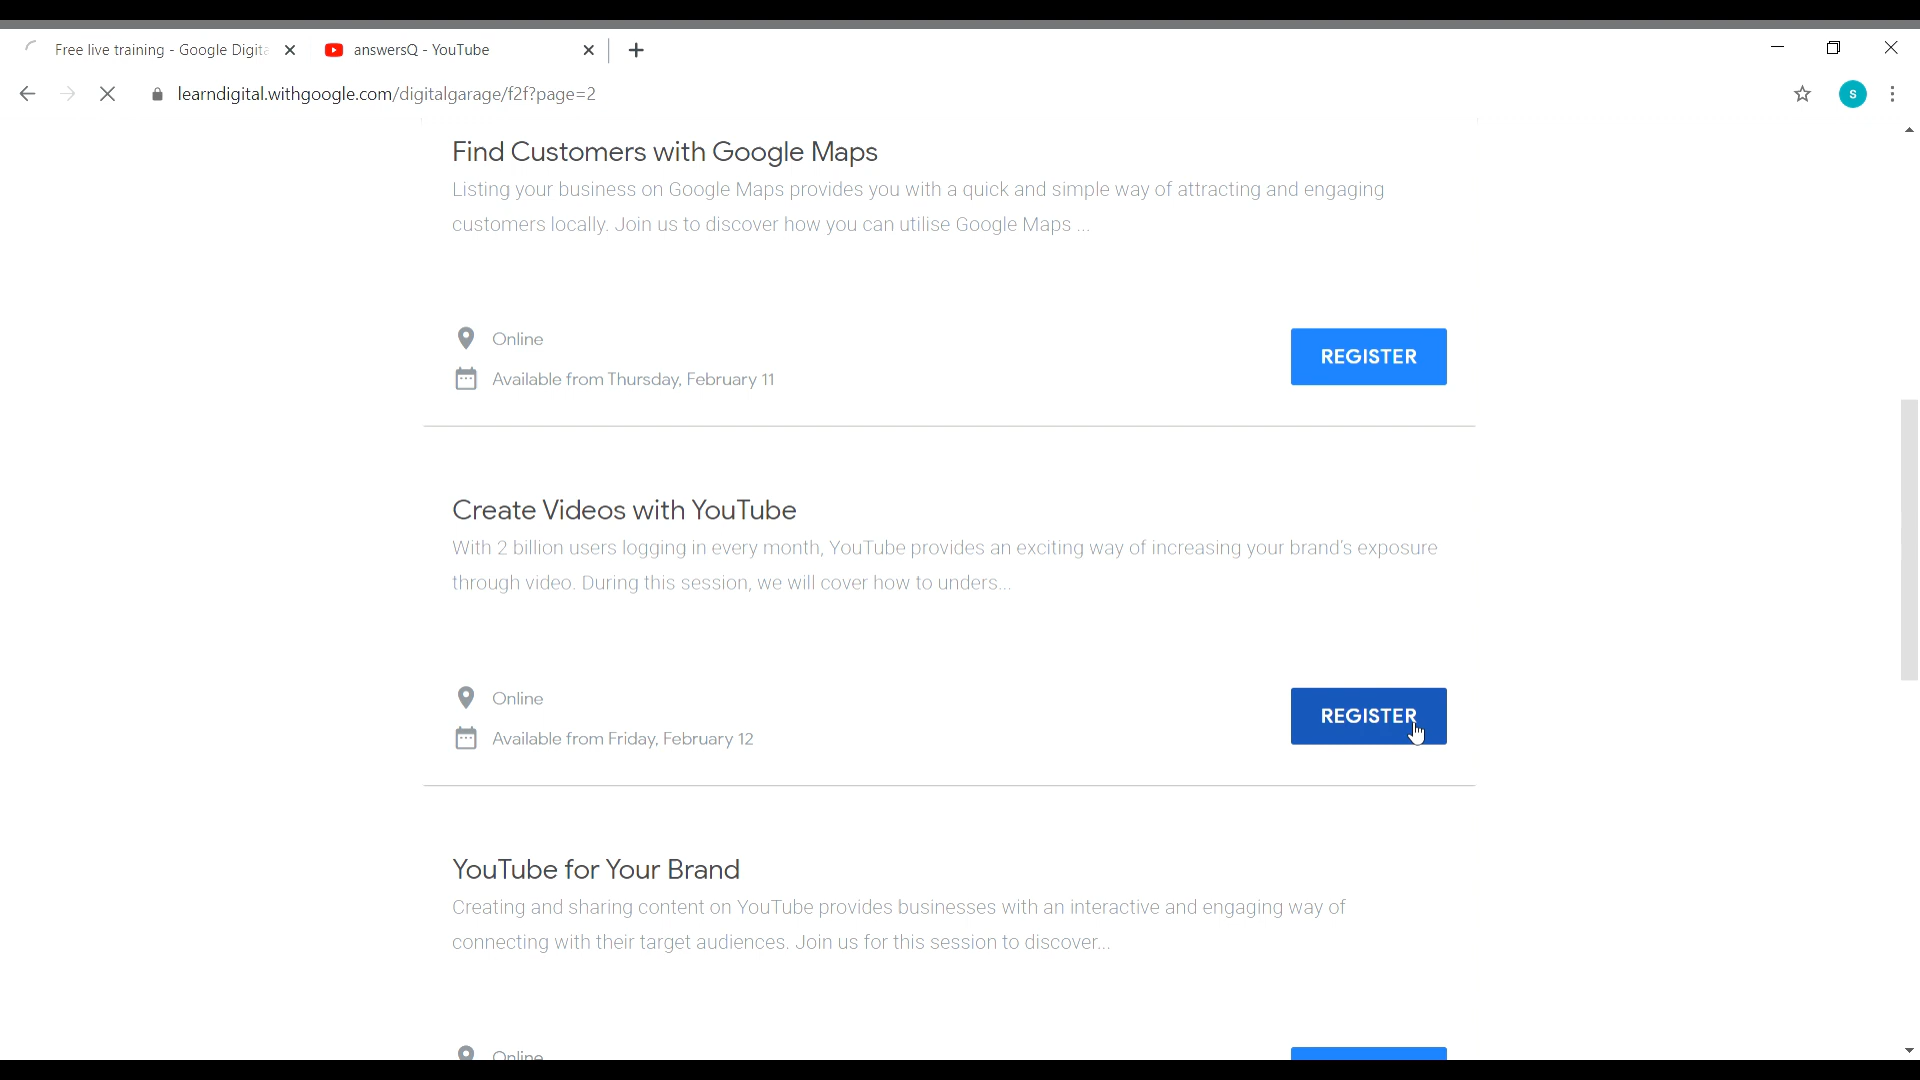 Free live training - Google Digita
answersQ - YouTube
learndigital.withgoogle.com/digitalgarage/f2f?page=2
s
Find Customers with Google Maps
Listing your business on Google Maps provides you with a quick and simple way of attracting and engaging
customers locally. Join us to discover how you can utilise Google Maps ...
Online
Available from Thursday, February 11
REGISTER
Create Videos with YouTube
With 2 billion users logging in every month, YouTube provides an exciting way of increasing your brand's exposure
through video. During this session, we will cover how to unders...
Online
Available from Friday, February 12
REGISTER
YouTube for Your Brand
Creating and sharing content on YouTube provides businesses with an interactive and engaging way of
connecting with their target audiences. Join us for this session to discover...
Online